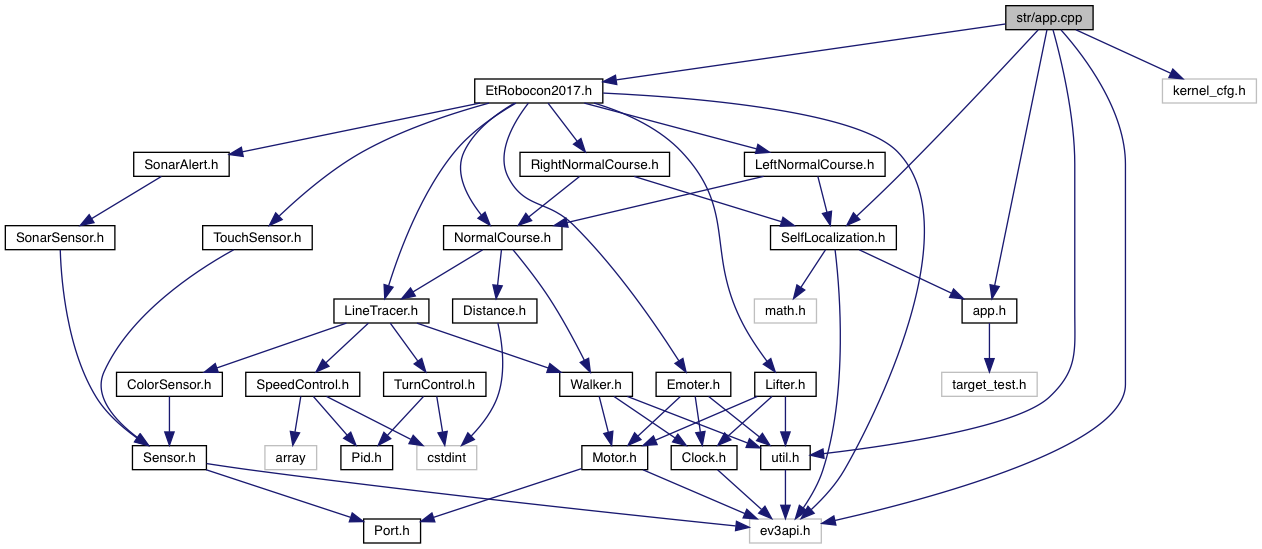 str/app.cpp
EtRobocon2017.h
kernel_cfg.h
SonarAlert.h
RightNormalCourse.h
LeftNormalCourse.h
SonarSensor.h
TouchSensor.h
NormalCourse.h
SelfLocalization.h
LineTracer.h
Distance.h
math.h
app.h
ColorSensor.h
SpeedControl.h
TurnControl.h
Walker.h
Emoter.h
Lifter.h
target_test.h
Sensor.h
array
Pid.h
cstdint
Motor.h
Clock.h
util.h
Port.h
ev3api.h